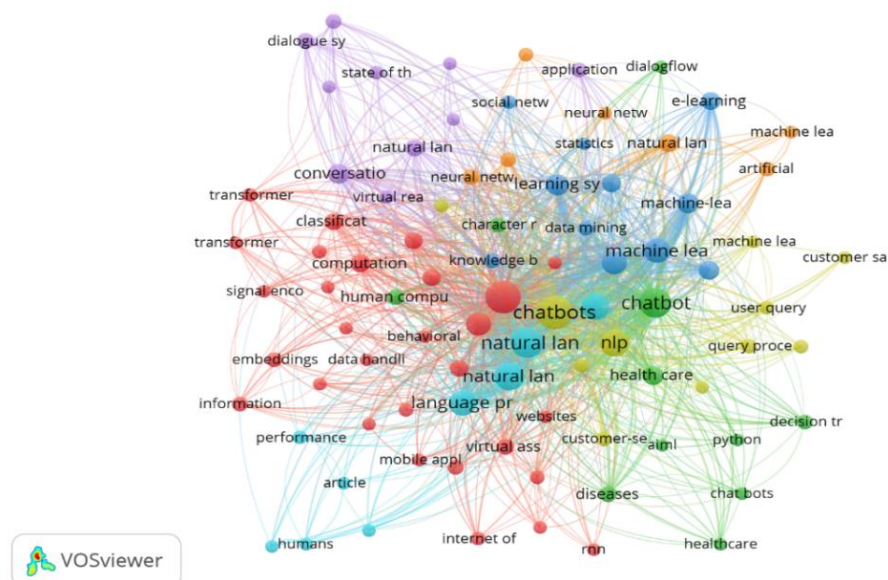 dialogue sy
state of th
application
dialogflow
social netw
neural netw
e-learning
statistics
natural lan
machine lea
natural lan
conversatio
neural netw
learning sy
artificial
transformer
virtual rea
machine-lea
classificat
character r
data mining
transformer
computation
knowledge b
machine lea
machine lea
customer sa
signal enco
human compu
chatbots
chatbot
user query
behavioral
natural lan
nlp
query proce
embeddings
data handli
natural lan
health care
information
language pr
websites
decision tr
performance
virtual ass
customer-se
aiml
python
mobile appl
article
diseases
chat bots
humans
internet of
rnn
healthcare
VOSviewer